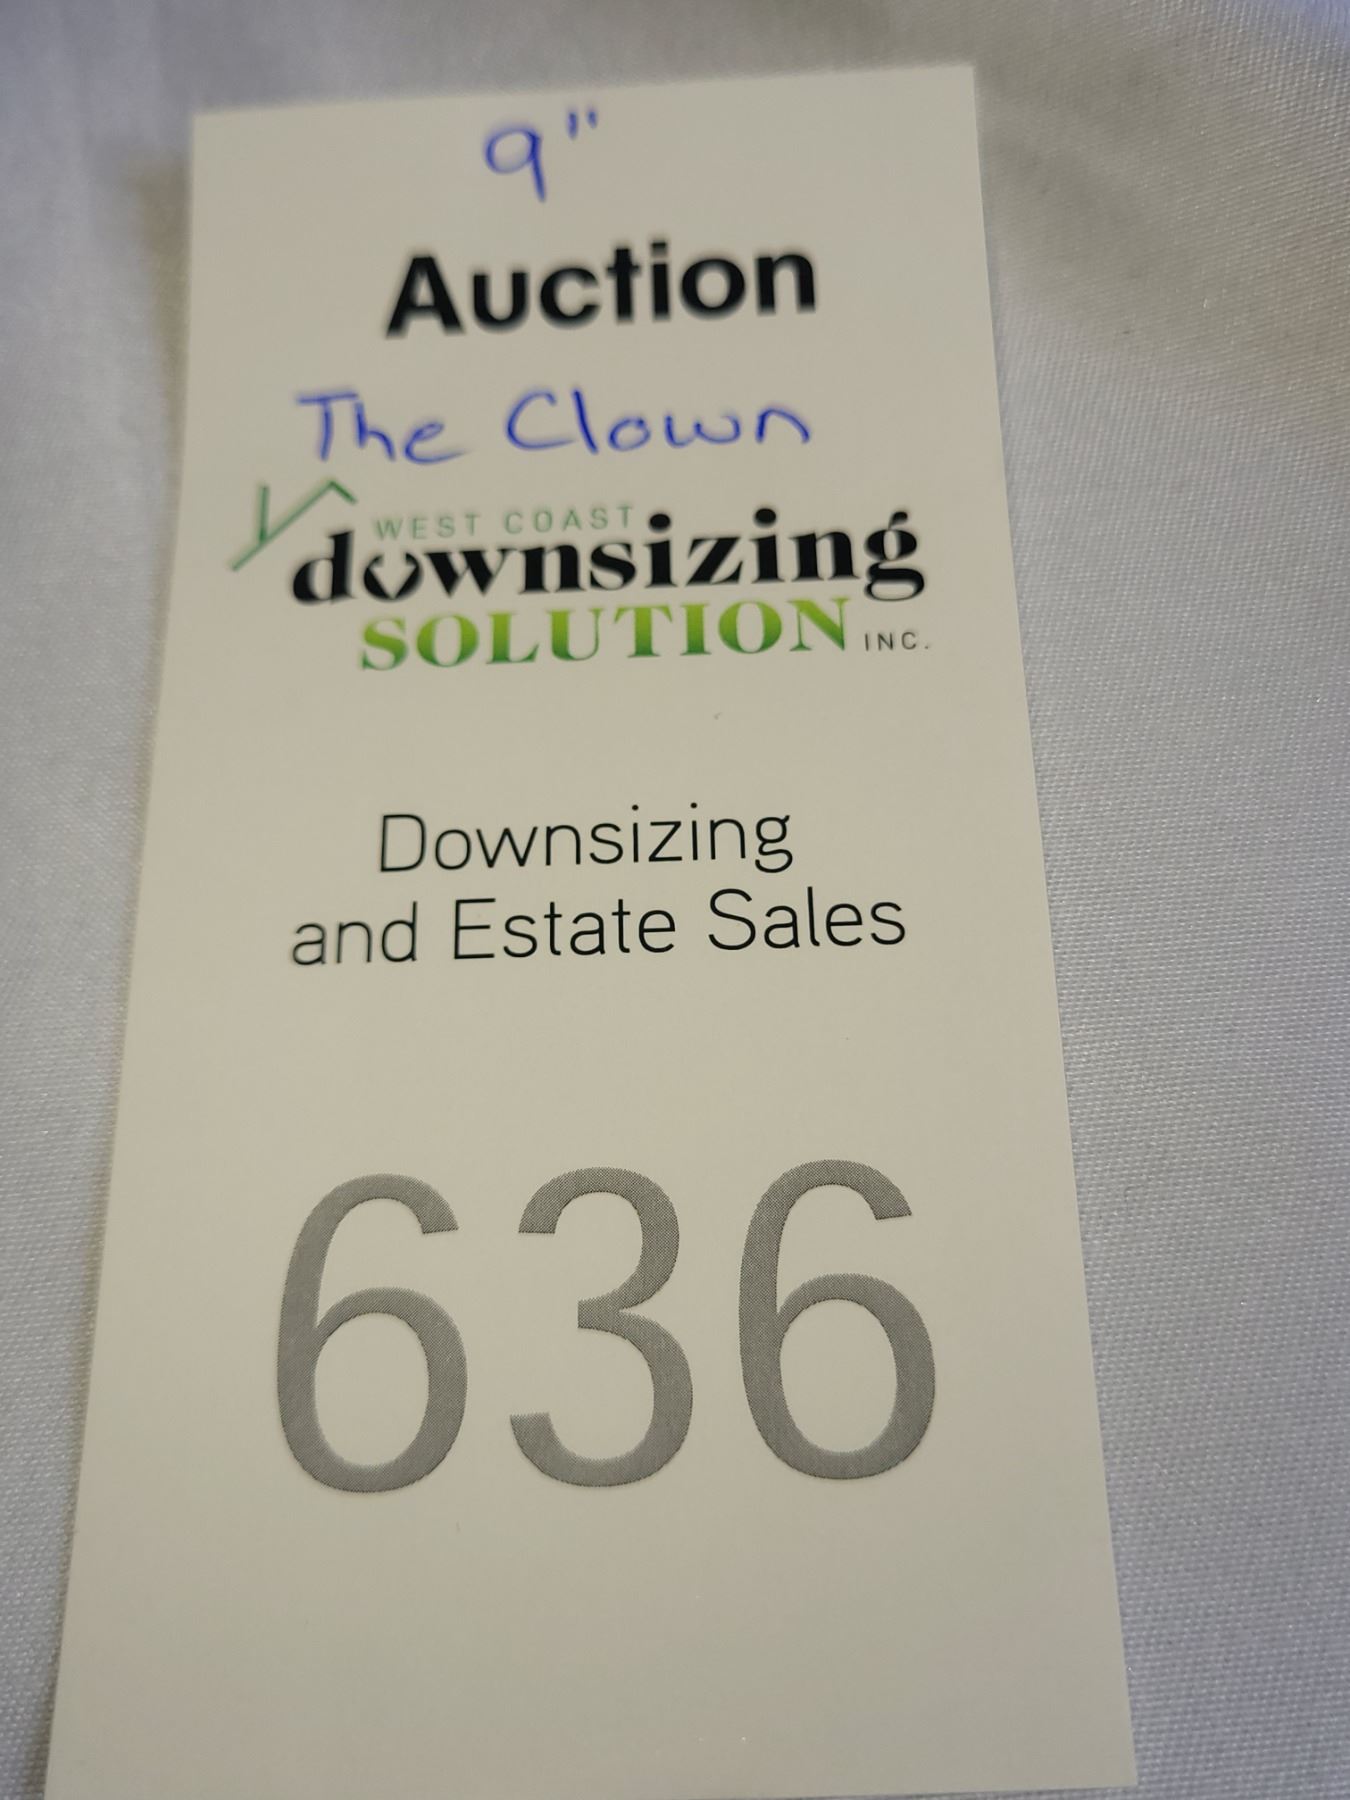 9"
Auction
The Clown
WEST COAST
downsizing
SOLUTION INC.
Downsizing
and Estate Sales
636